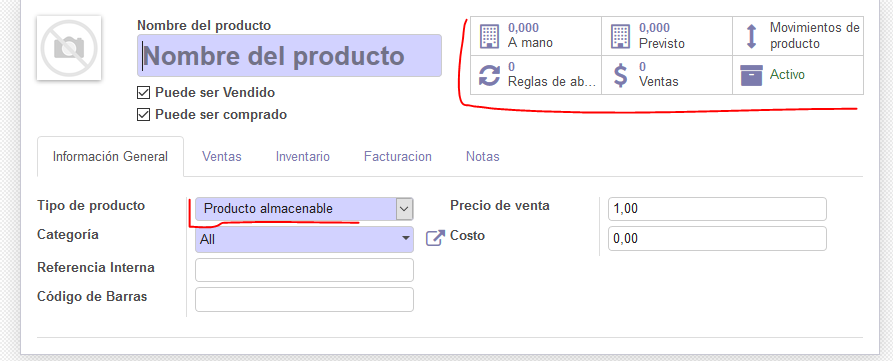 Nombre del producto
Nombre del producto
Puede ser Vendido
Puede ser comprado
0,000
A mano
0,000
Previsto
Movimientos de
producto
0
Reglas de ab...
0
Ventas
Activo
Información General
Ventas
Inventario
Facturacion
Notas
Tipo de producto
Producto almacenable
Precio de venta
1,00
Categoría
All
Costo
0,00
Referencia Interna
Código de Barras